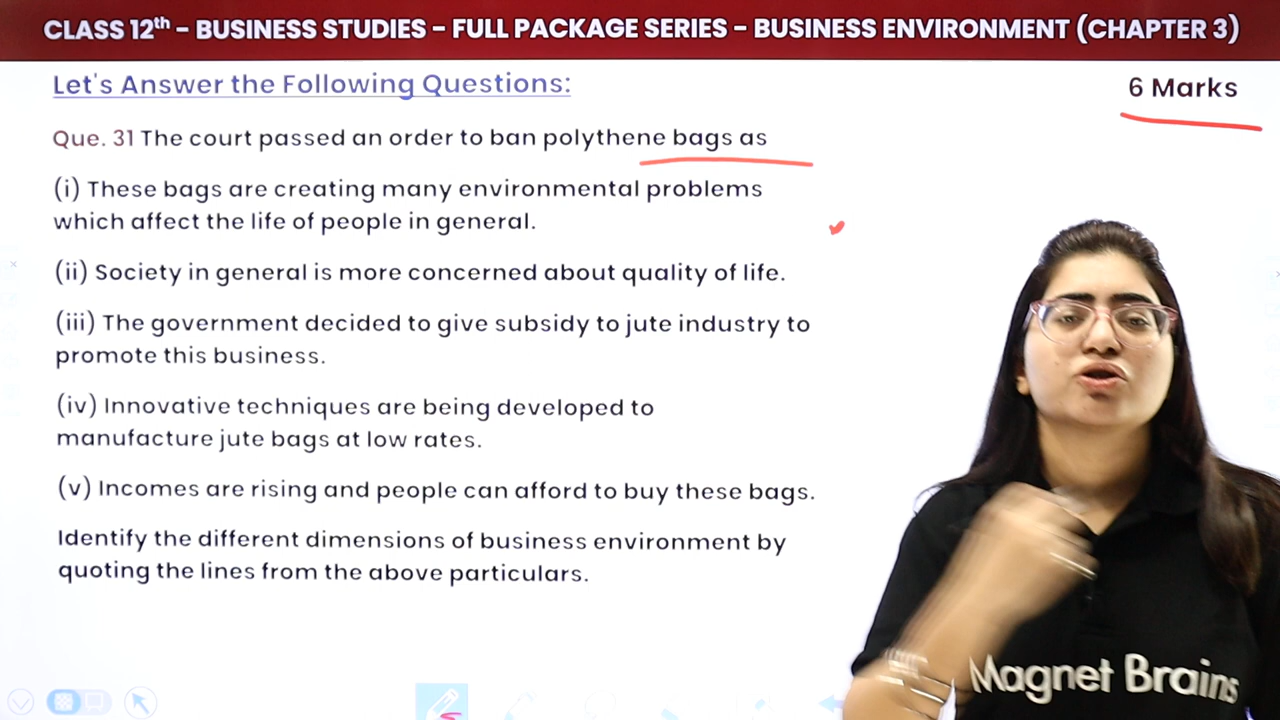 CLASS 12th – BUSINESS STUDIES – FULL PACKAGE SERIES – BUSINESS ENVIRONMENT (CHAPTER 3)
Let's Answer the Following Questions:
6 Marks
Que. 31 The court passed an order to ban polythene bags as
(i) These bags are creating many environmental problems
which affect the life of people in general.
(ii) Society in general is more concerned about quality of life.
(iii) The government decided to give subsidy to jute industry to
promote this business.
(iv) Innovative techniques are being developed to
manufacture jute bags at low rates.
(v) Incomes are rising and people can afford to buy these bags.
Identify the different dimensions of business environment by
quoting the lines from the above particulars.
Magnet Brains